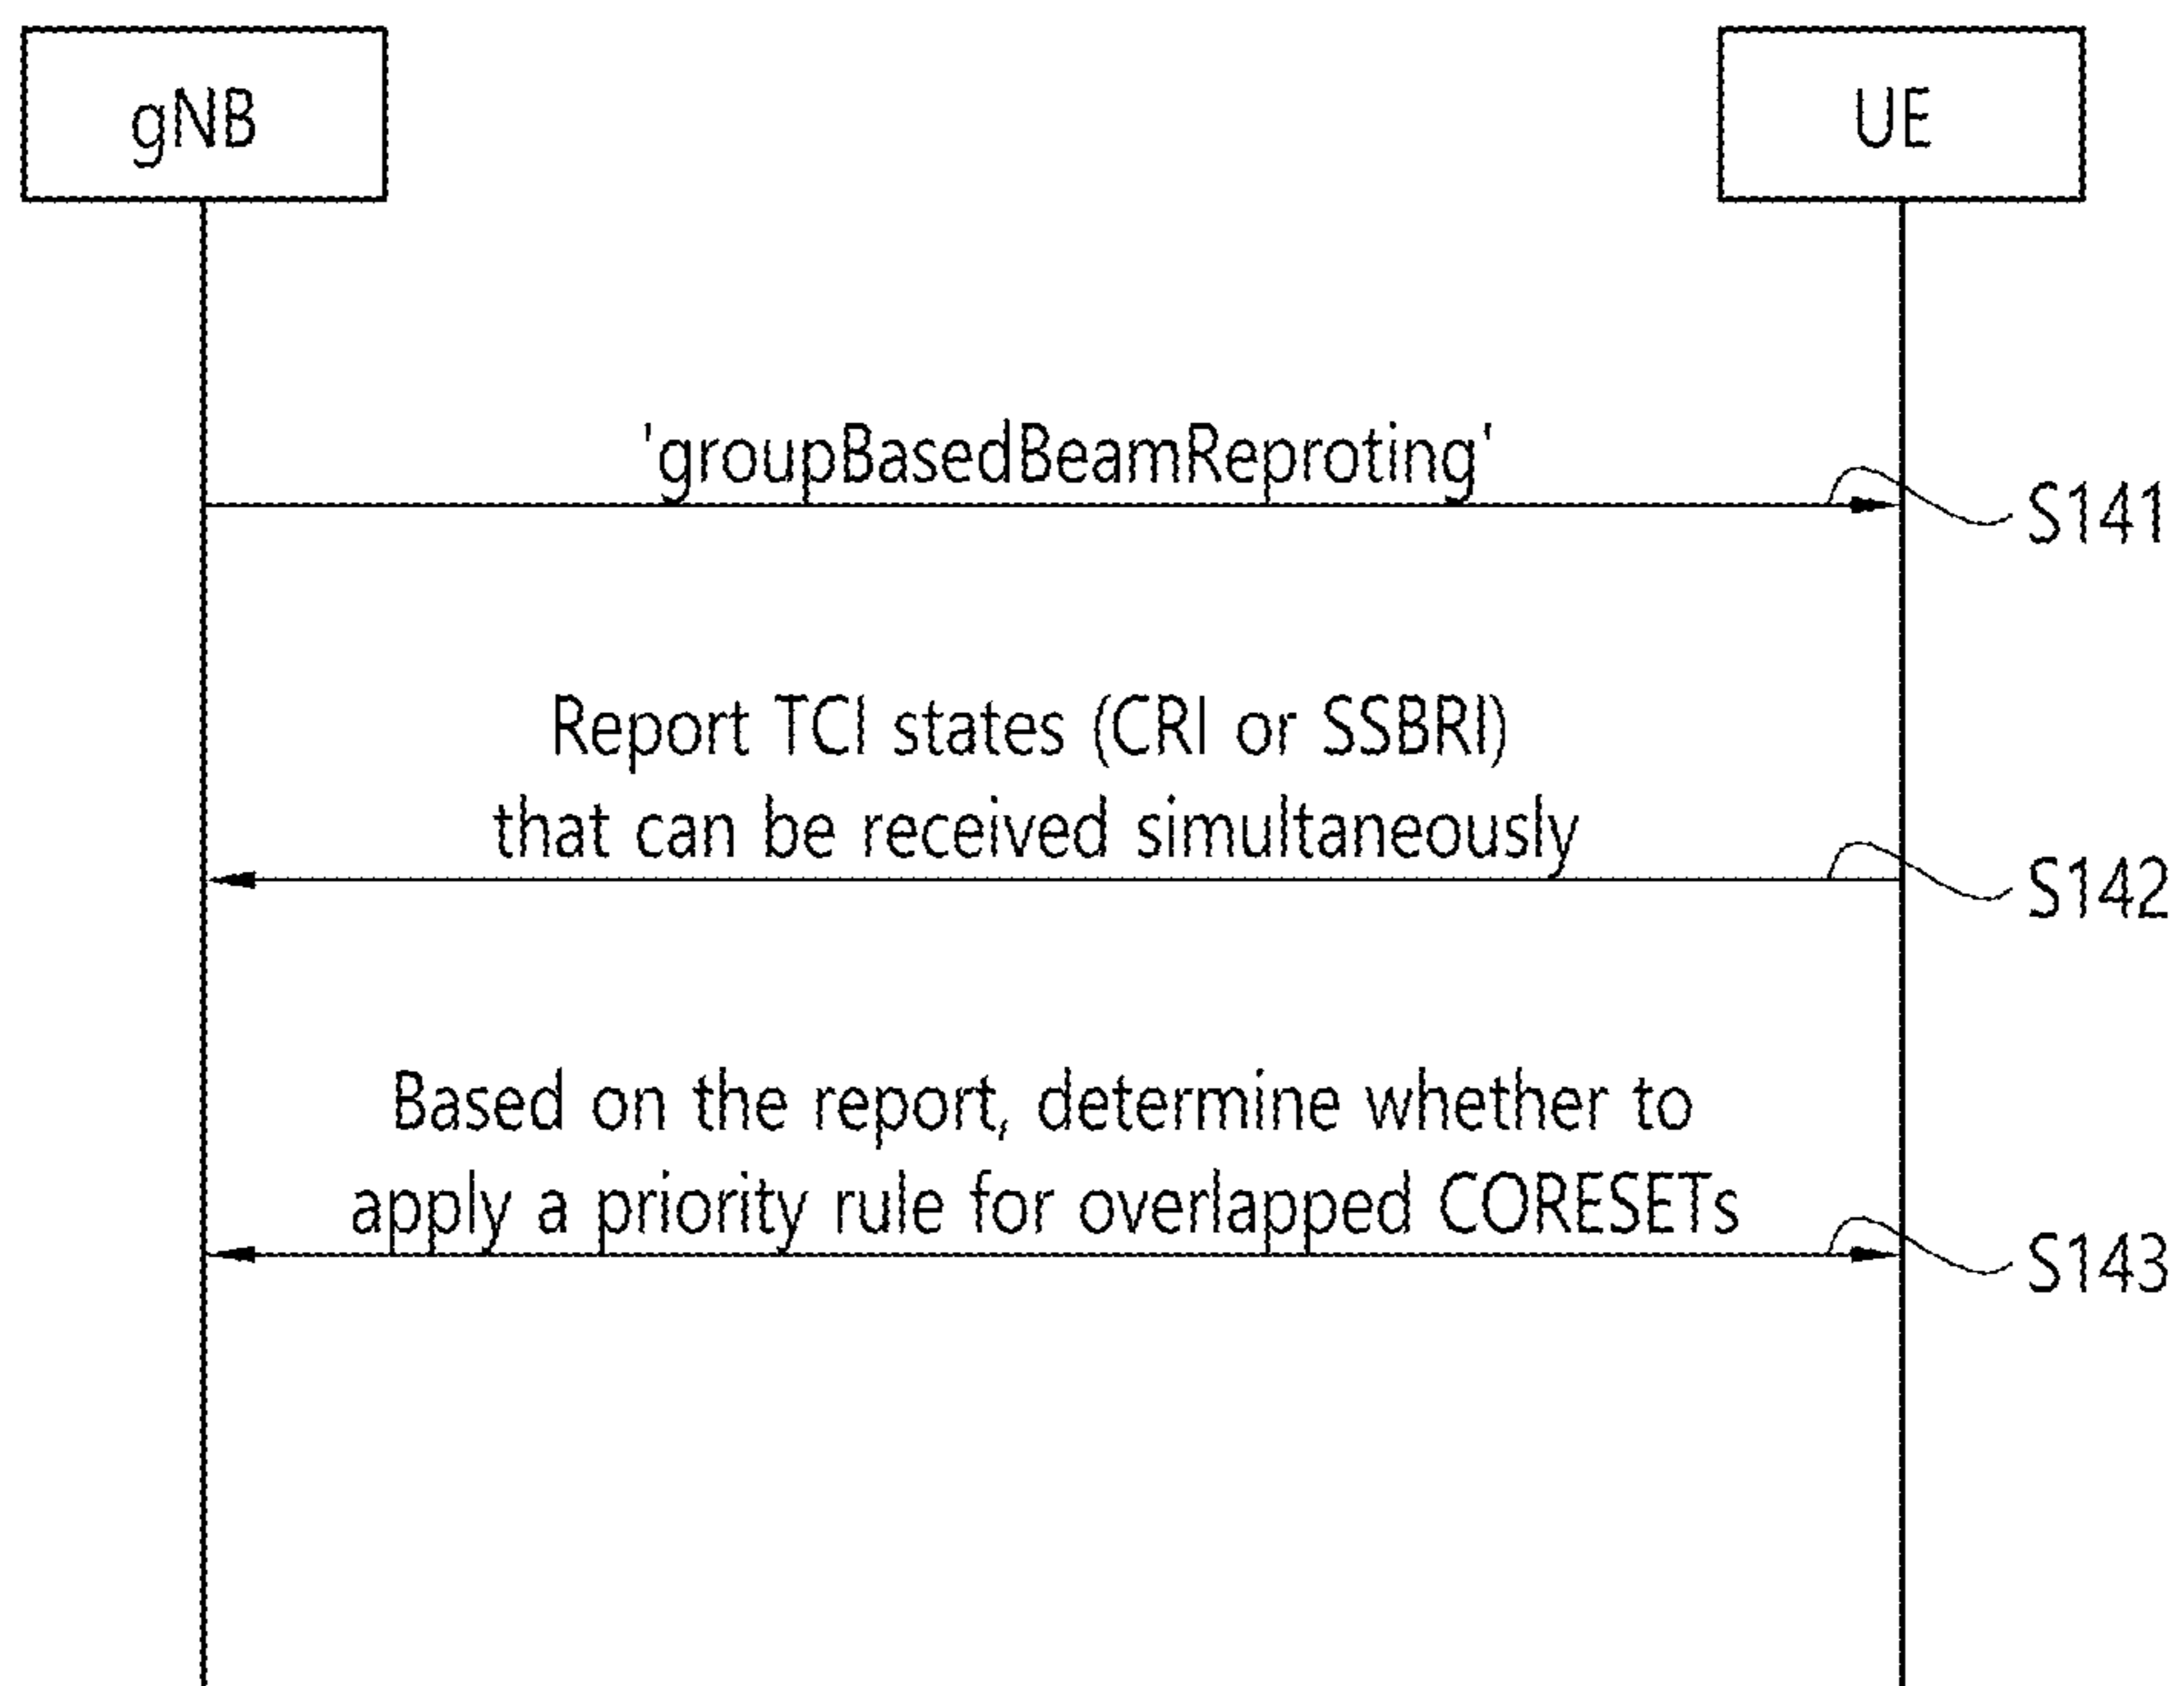 gNB
UE
'groupBasedBeamReproting'
S141
Report TCI states (CRI or SSBRI)
that can be received simultaneously
S142
Based on the report, determine whether to
apply a priority rule for overlapped CORESETs
S143